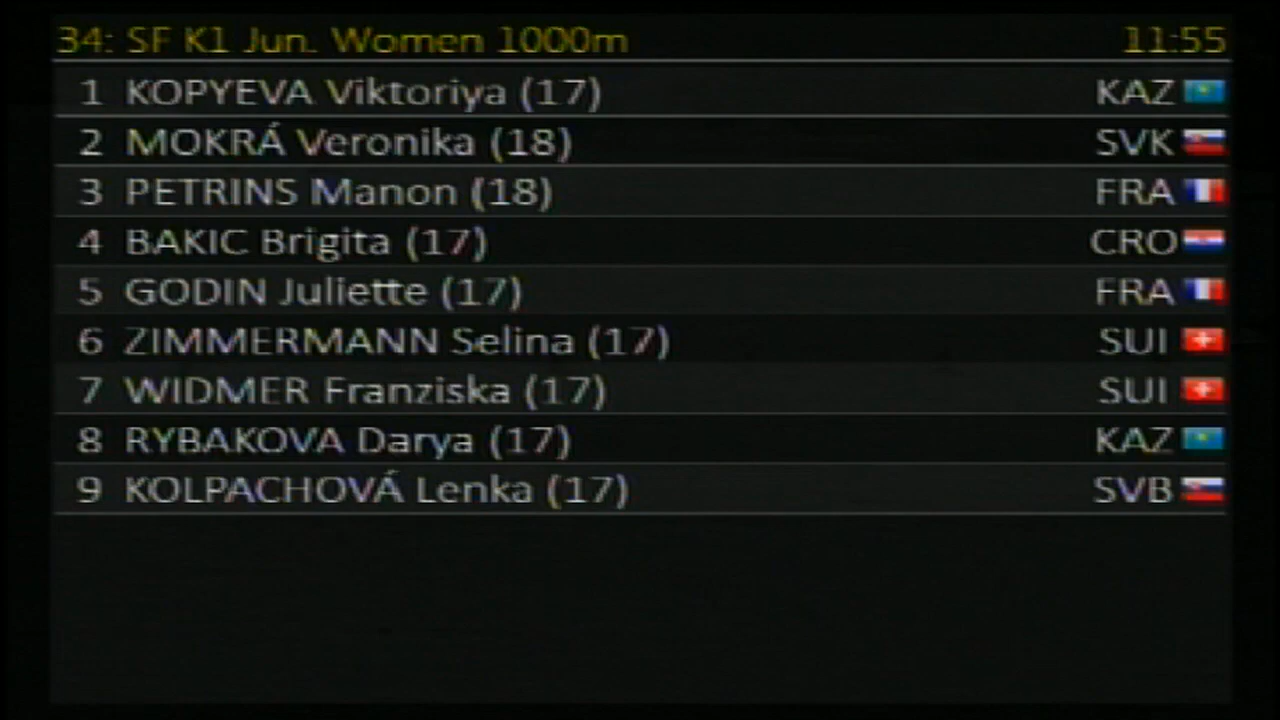 34: SF K1 Jun. Women 1000m 11:55
1 KOPYEVA Viktoriya (17) KAZ
2 MOKRÁ Veronika (18) SVK
3 PETRINS Manon (18) FRA
4 BAKIC Brigita (17) CRO
5 GODIN Juliette (17) FRA
6 ZIMMERMANN Selina (17) SUI
7 WIDMER Franziska (17) SUI
8 RYBAKOVA Darya (17) KAZ
9 KOLPACHOVÁ Lenka (17) SVB